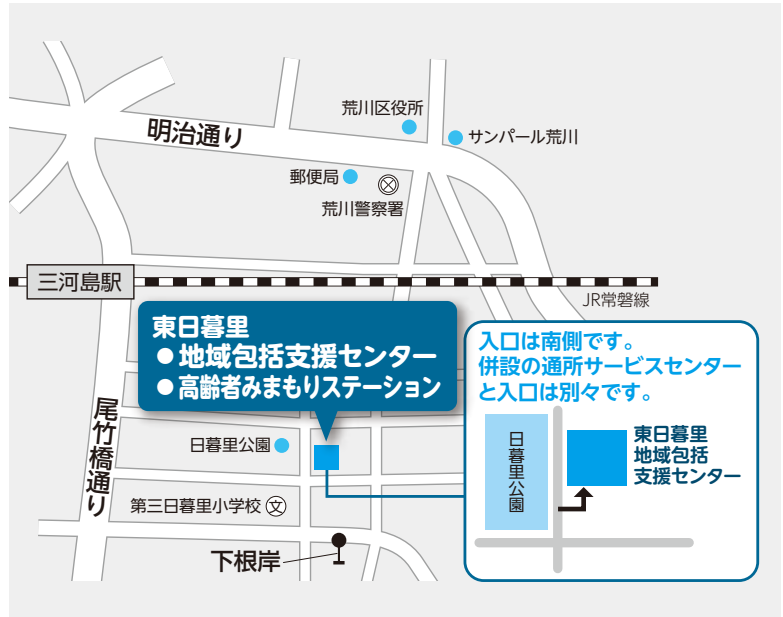 荒川区役所
明治通り
サンパール荒川
郵便局
荒川警察署
三河島駅
JR常磐線
東日暮里
●地域包括支援センター
●高齢者みまもりステーション
入口は南側です。
併設の通所サービスセンター
と入口は別々です。
尾竹橋通り
日暮里公園
日暮里公園
東日暮里
地域包括
支援センター
第三日暮里小学校
文
下根岸